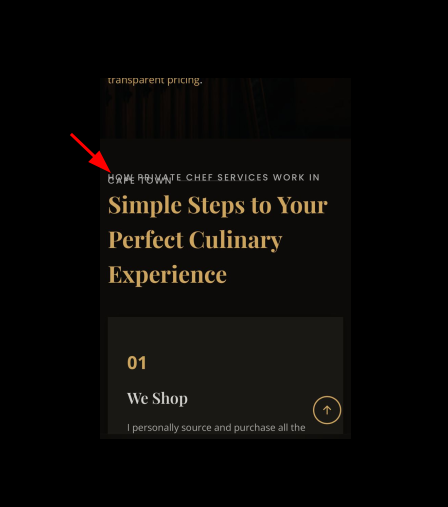 transparent pricing.
HOW PRIVATE CHEF SERVICES WORK IN
CAPE TOWN
Simple Steps to Your
Perfect Culinary
Experience
01
We Shop
I personally source and purchase all the